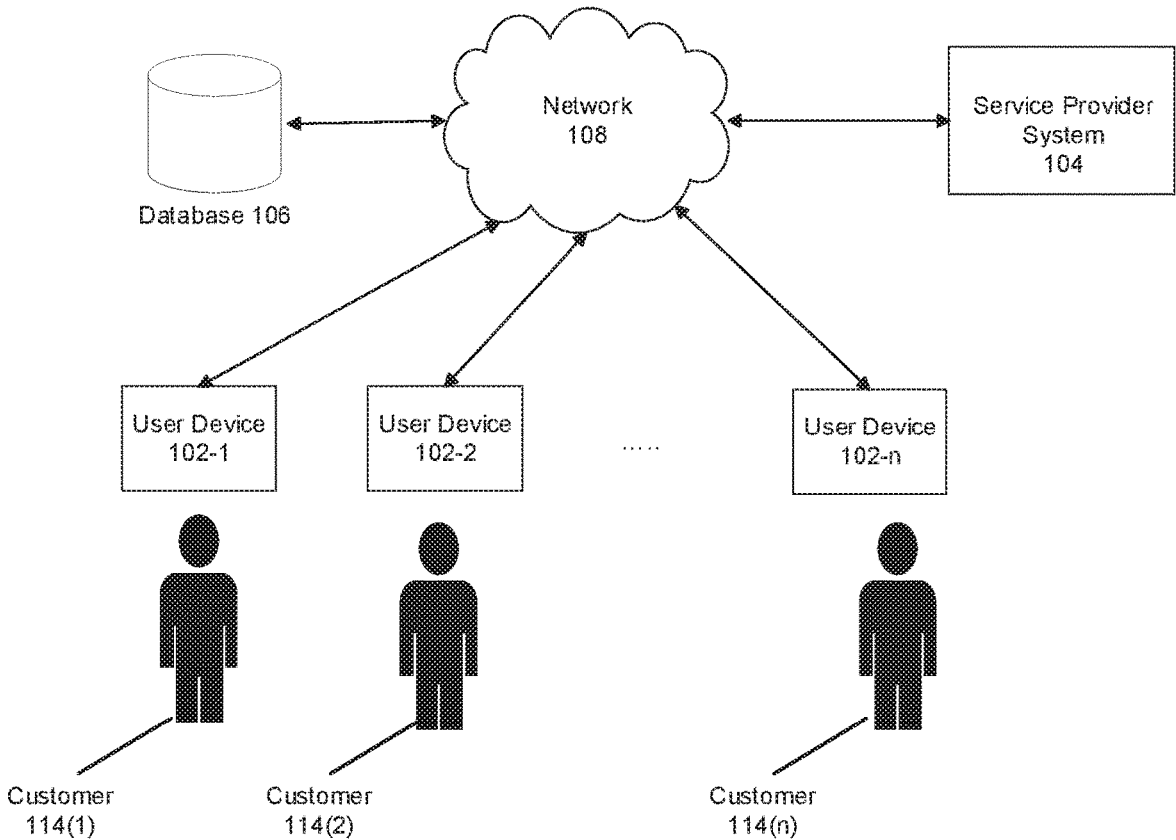 Network
108
Service Provider
System
104
Database 106
User Device
102-1
User Device
102-2
.....
User Device
102-n
Customer
114(1)
Customer
114(2)
Customer
114(n)